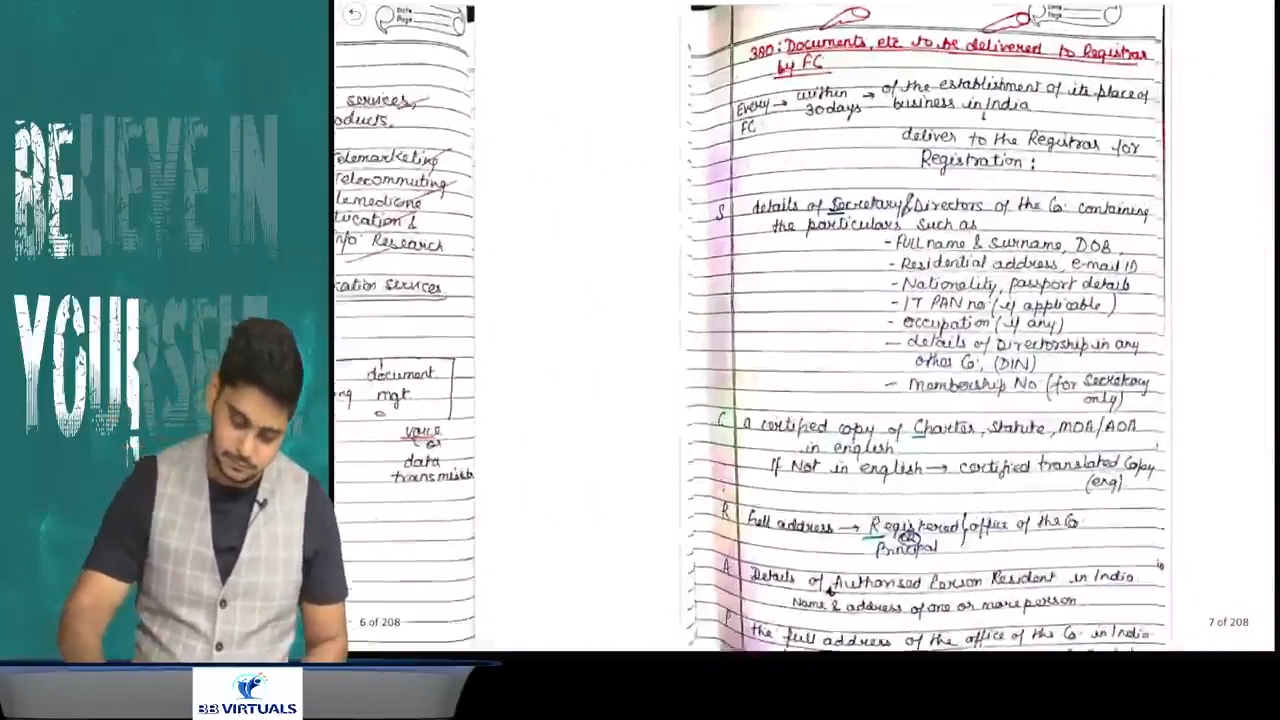 BELIEVE IN
YOURSELF
!
Date
Page
services,
oducts,
Telemarketing
Telecommuting
lemedicine
ucation &
nfo Research
cation services
document
ng mgt.
voice
or
data
transmissi
6 of 208
380: Documents, etc to be delivered to Registrar
by FC
Every → within → of the establishment of its place of
FC 30 days business in India
deliver to the Registrar for
Registration:
S details of Secretary & Directors of the Co. containing
the particulars such as
- Full name & surname, DOB,
- Residential address, e-mail ID
- Nationality, passport details
- IT PAN no (if applicable)
- occupation (if any)
- details of Directorship in any
other Co. (DIN)
- Membership No (for Secretary
only)
C a certified copy of Charter, Statute, MOA/AOA
in english
If Not in english → certified translated Copy
(eng)
R full address → Registered / office of the Co.
or
Principal
A Details of Authorised Person Resident in India
Name & address of one or more person
P the full address of the office of the Co. in India
7 of 208
BB VIRTUALS